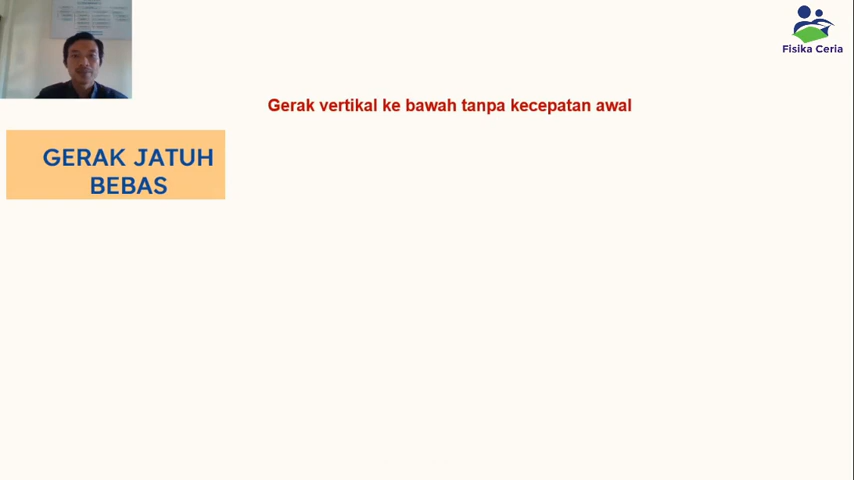 Fisika Ceria
Gerak vertikal ke bawah tanpa kecepatan awal
GERAK JATUH
BEBAS